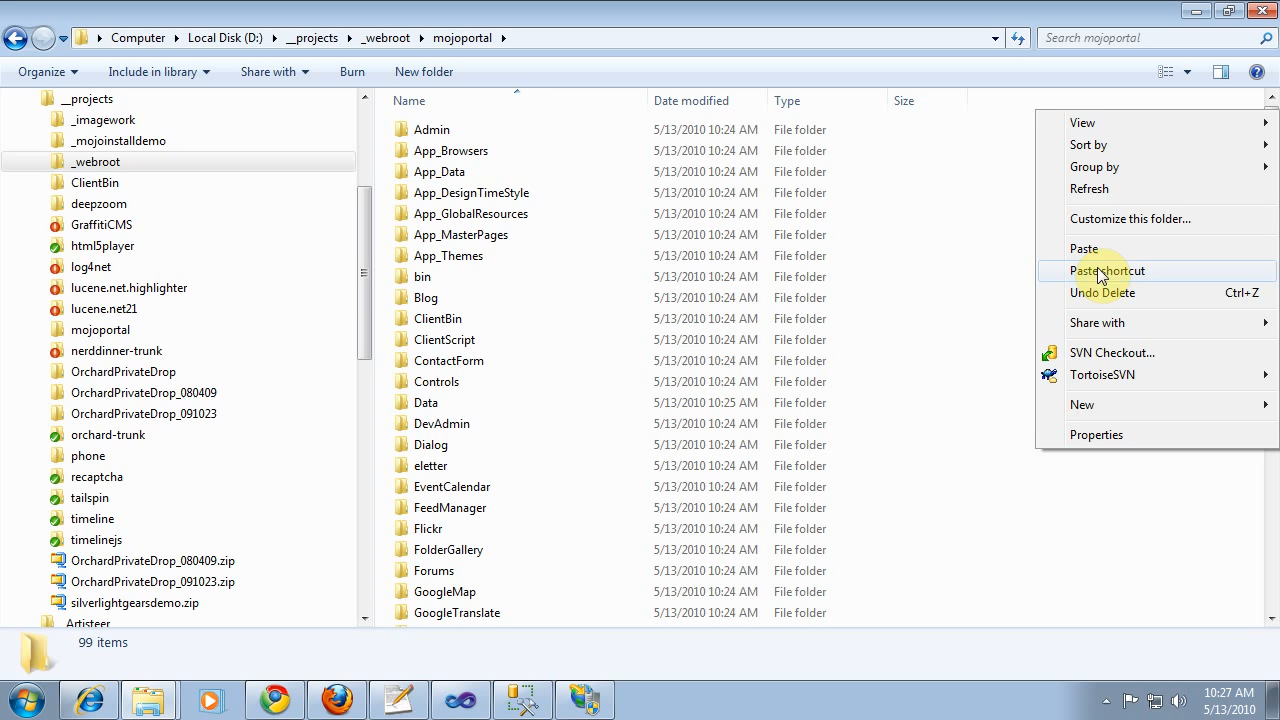 Computer
Local Disk (D:)
__projects
_webroot
mojoportal
Search mojoportal
Organize
Include in library
Share with
Burn
New folder
__projects
_imagework
_mojoinstalldemo
_webroot
ClientBin
deepzoom
GraffitiCMS
html5player
log4net
lucene.net.highlighter
lucene.net21
mojoportal
nerddinner-trunk
OrchardPrivateDrop
OrchardPrivateDrop_080409
OrchardPrivateDrop_091023
orchard-trunk
phone
recaptcha
tailspin
timeline
timelinejs
OrchardPrivateDrop_080409.zip
OrchardPrivateDrop_091023.zip
silverlightgearsdemo.zip
Artisteer
Name Date modified Type Size
Admin 5/13/2010 10:24 AM File folder
App_Browsers 5/13/2010 10:24 AM File folder
App_Data 5/13/2010 10:24 AM File folder
App_DesignTimeStyle 5/13/2010 10:24 AM File folder
App_GlobalResources 5/13/2010 10:24 AM File folder
App_MasterPages 5/13/2010 10:24 AM File folder
App_Themes 5/13/2010 10:24 AM File folder
bin 5/13/2010 10:24 AM File folder
Blog 5/13/2010 10:24 AM File folder
ClientBin 5/13/2010 10:24 AM File folder
ClientScript 5/13/2010 10:24 AM File folder
ContactForm 5/13/2010 10:24 AM File folder
Controls 5/13/2010 10:24 AM File folder
Data 5/13/2010 10:25 AM File folder
DevAdmin 5/13/2010 10:24 AM File folder
Dialog 5/13/2010 10:24 AM File folder
eletter 5/13/2010 10:24 AM File folder
EventCalendar 5/13/2010 10:24 AM File folder
FeedManager 5/13/2010 10:24 AM File folder
Flickr 5/13/2010 10:24 AM File folder
FolderGallery 5/13/2010 10:24 AM File folder
Forums 5/13/2010 10:24 AM File folder
GoogleMap 5/13/2010 10:24 AM File folder
GoogleTranslate 5/13/2010 10:24 AM File folder
View
Sort by
Group by
Refresh
Customize this folder...
Paste
Paste shortcut
Undo Delete Ctrl+Z
Share with
SVN Checkout...
TortoiseSVN
New
Properties
99 items
10:27 AM
5/13/2010